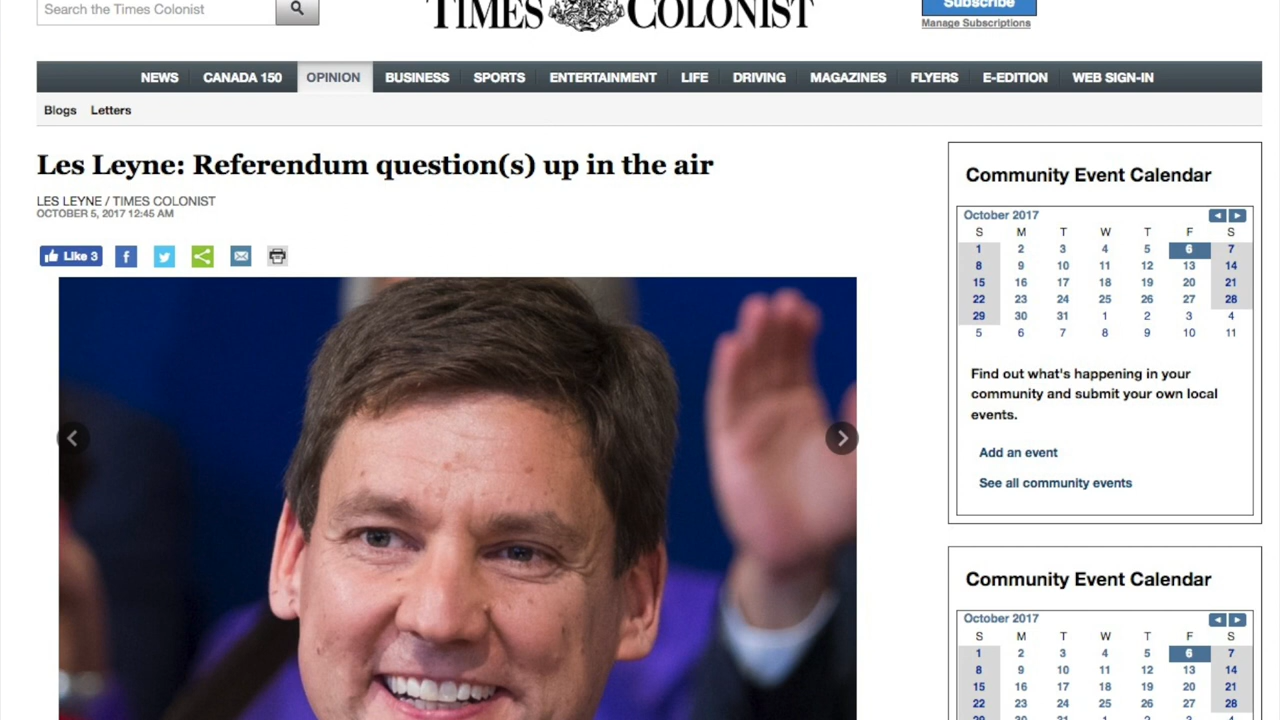 Search the Times Colonist
TIMES COLONIST
Subscribe
Manage Subscriptions
NEWS CANADA 150 OPINION BUSINESS SPORTS ENTERTAINMENT LIFE DRIVING MAGAZINES FLYERS E-EDITION WEB SIGN-IN
Blogs Letters
Les Leyne: Referendum question(s) up in the air
LES LEYNE / TIMES COLONIST
OCTOBER 5, 2017 12:45 AM
Like 3
Community Event Calendar
October 2017
S M T W T F S
1 2 3 4 5 6 7
8 9 10 11 12 13 14
15 16 17 18 19 20 21
22 23 24 25 26 27 28
29 30 31 1 2 3 4
5 6 7 8 9 10 11
Find out what's happening in your
community and submit your own local
events.
Add an event
See all community events
Community Event Calendar
October 2017
S M T W T F S
1 2 3 4 5 6 7
8 9 10 11 12 13 14
15 16 17 18 19 20 21
22 23 24 25 26 27 28
29 30 31 1 2 3 4